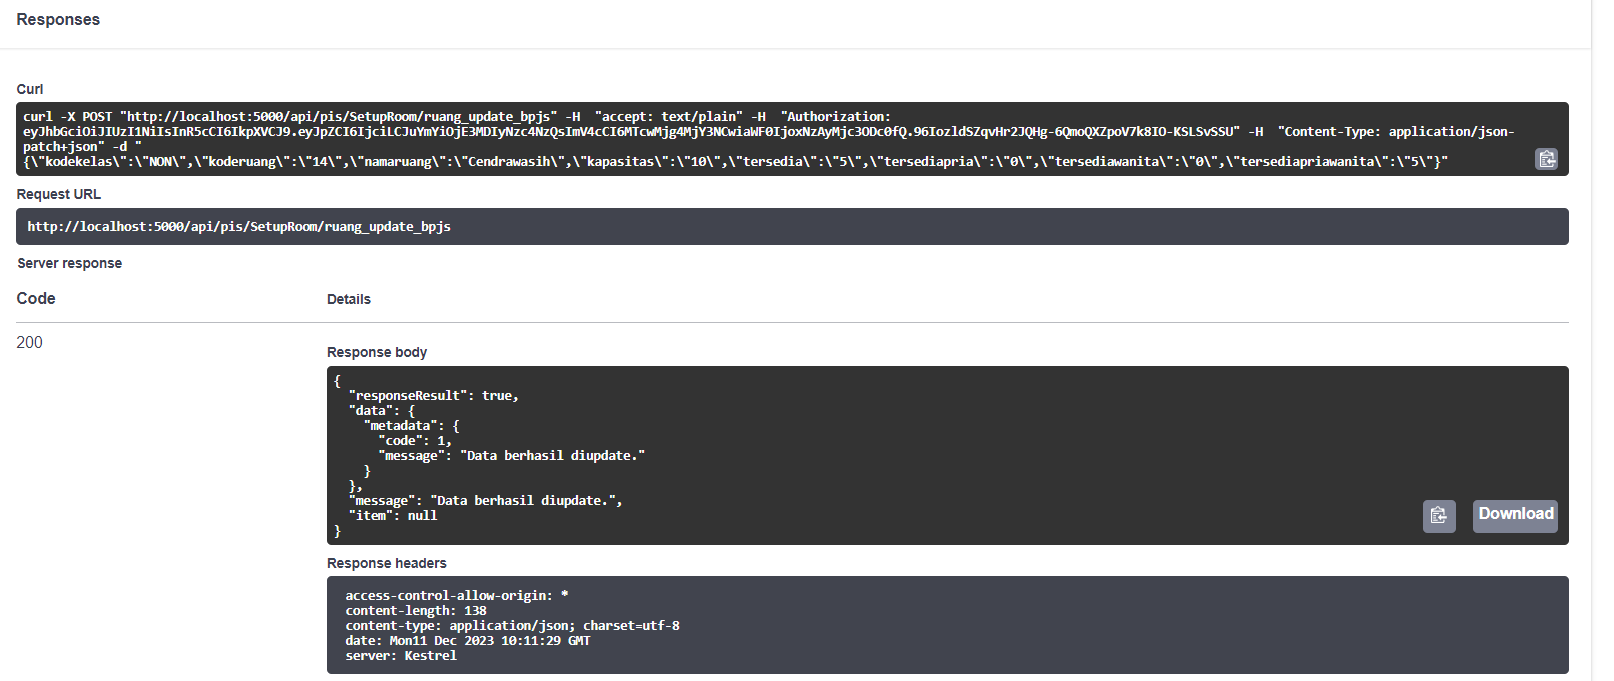 Responses
Curl
curl -X POST "http://localhost:5000/api/pis/SetupRoom/ruang_update_bpjs" -H  "accept: text/plain" -H  "Authorization:
eyJhbGciOiJIUzI1NiIsInR5cCI6IkpXVCJ9.eyJpZCI6IjciLCJuYmYiOjE3MDIyNzc4NzQsImV4cCI6MTcwMjg4MjY3NCwiaWF0IjoxNzAyMjc3ODc0fQ.96IozldSZqvHr2JQHg-6QmoQXZpoV7k8IO-KSLSvSSU" -H  "Content-Type: application/json-
patch+json" -d "
{\"kodekelas\":\"NON\",\"koderuang\":\"14\",\"namaruang\":\"Cendrawasih\",\"kapasitas\":\"10\",\"tersedia\":\"5\",\"tersediapria\":\"0\",\"tersediawanita\":\"0\",\"tersediapriawanita\":\"5\"}"
Request URL
http://localhost:5000/api/pis/SetupRoom/ruang_update_bpjs
Server response
Code Details
200
Response body
{
"responseResult": true,
"data": {
"metadata": {
"code": 1,
"message": "Data berhasil diupdate."
}
},
"message": "Data berhasil diupdate.",
"item": null
}
Download
Response headers
access-control-allow-origin: *
content-length: 138
content-type: application/json; charset=utf-8
date: Mon11 Dec 2023 10:11:29 GMT
server: Kestrel